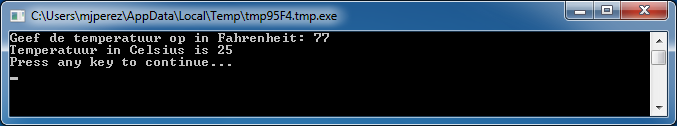 C:\Users\mjperez\AppData\Local\Temp\tmp95F4.tmp.exe
Geef de temperatuur op in Fahrenheit: 77
Temperatuur in Celsius is 25
Press any key to continue...